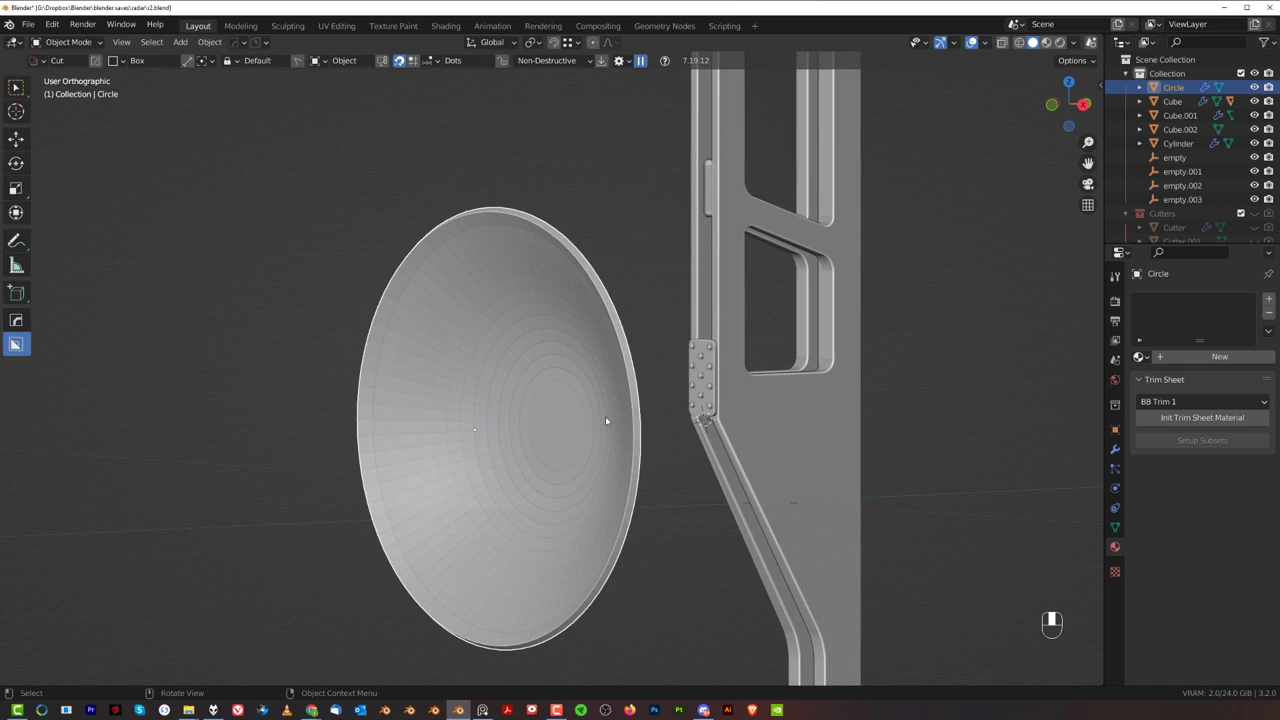 Blender* [G:\Dropbox\Blender\blender saves\radar\r2.blend]
File Edit Render Window Help Layout Modeling Sculpting UV Editing Texture Paint Shading Animation Rendering Compositing Geometry Nodes Scripting + Scene ViewLayer
Object Mode View Select Add Object Global
Cut Box Default Object Dots Non-Destructive 7.19.12 Options
User Orthographic
(1) Collection | Circle
Z
X
Scene Collection
Collection
Circle
Cube
Cube.001
Cube.002
Cylinder
empty
empty.001
empty.002
empty.003
Cutters
Cutter
Cutter.001
Circle
New
Trim Sheet
BB Trim 1
Init Trim Sheet Material
Setup Subsets
Select Rotate View Object Context Menu VRAM: 2.0/24.0 GiB | 3.2.0